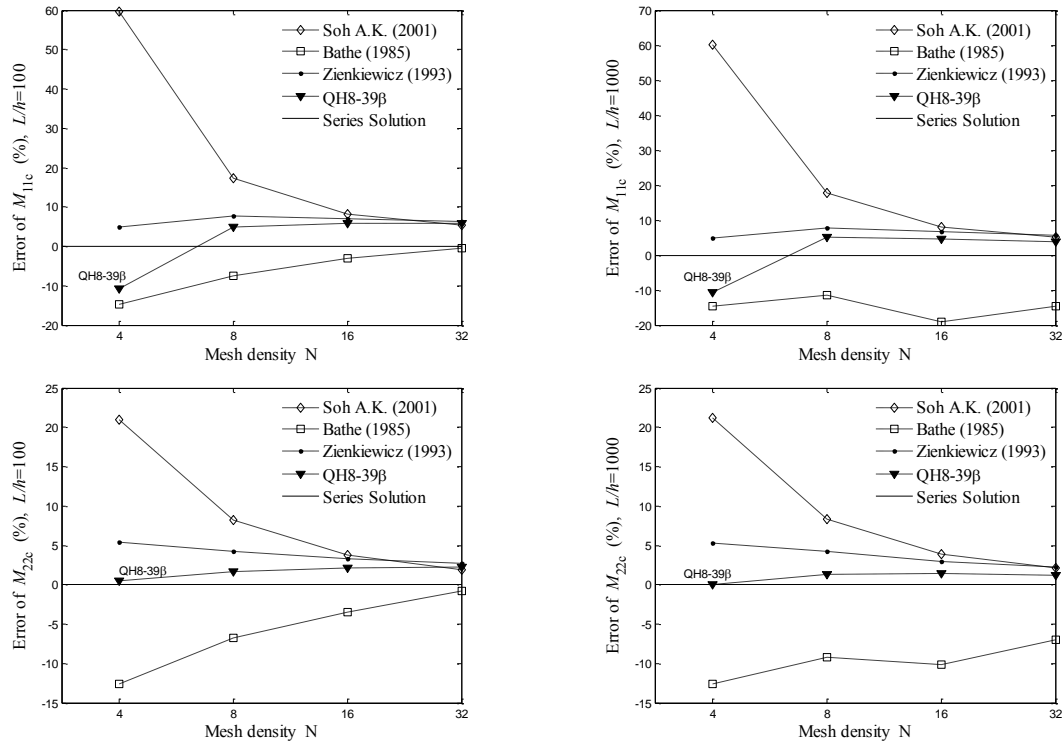 Error of M11c (%), L/h=100
60
50
40
30
20
10
0
-10
-20
4
8
16
32
Mesh density N
Soh A.K. (2001)
Bathe (1985)
Zienkiewicz (1993)
QH8-39β
Series Solution
QH8-39β
Error of M11c (%), L/h=1000
70
60
50
40
30
20
10
0
-10
-20
4
8
16
32
Mesh density N
Soh A.K. (2001)
Bathe (1985)
Zienkiewicz (1993)
QH8-39β
Series Solution
QH8-39β
Error of M22c (%), L/h=100
25
20
15
10
5
0
-5
-10
-15
4
8
16
32
Mesh density N
Soh A.K. (2001)
Bathe (1985)
Zienkiewicz (1993)
QH8-39β
Series Solution
QH8-39β
Error of M22c (%), L/h=1000
25
20
15
10
5
0
-5
-10
-15
4
8
16
32
Mesh density N
Soh A.K. (2001)
Bathe (1985)
Zienkiewicz (1993)
QH8-39β
Series Solution
QH8-39β